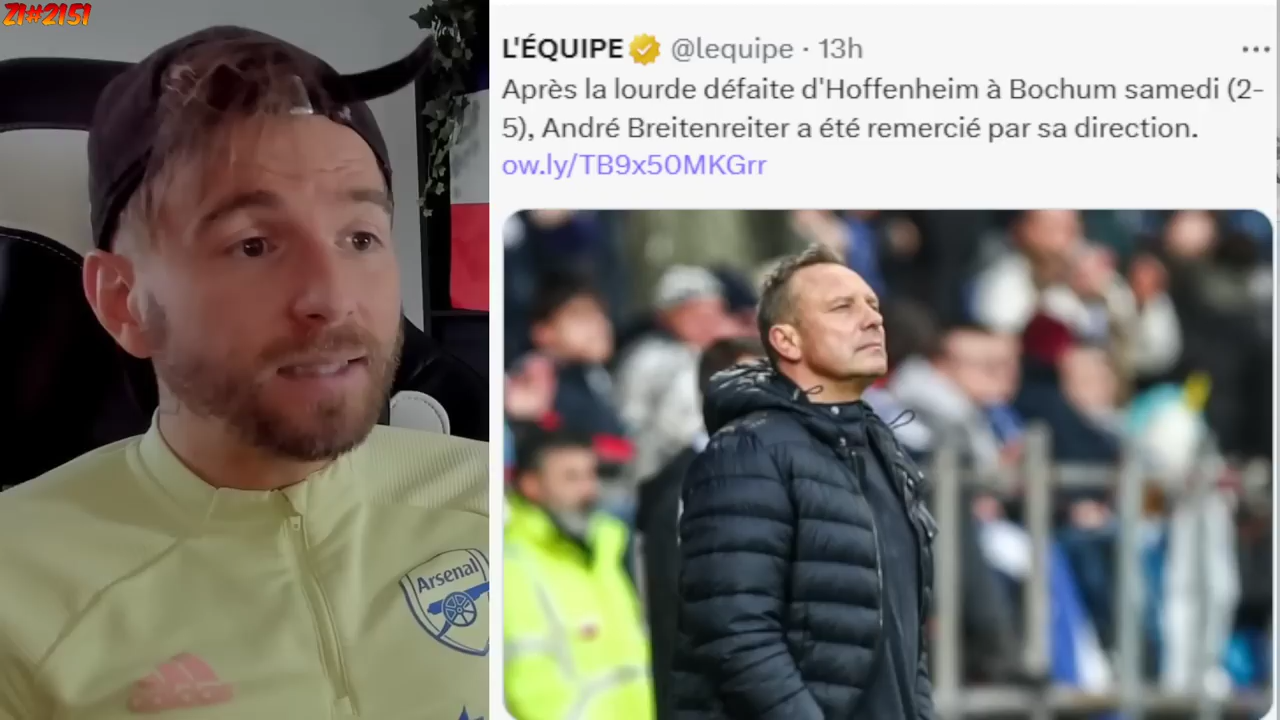 ZI#2151
L'ÉQUIPE @lequipe · 13h
Après la lourde défaite d'Hoffenheim à Bochum samedi (2-
5), André Breitenreiter a été remercié par sa direction.
ow.ly/TB9x50MKGrr
Arsenal